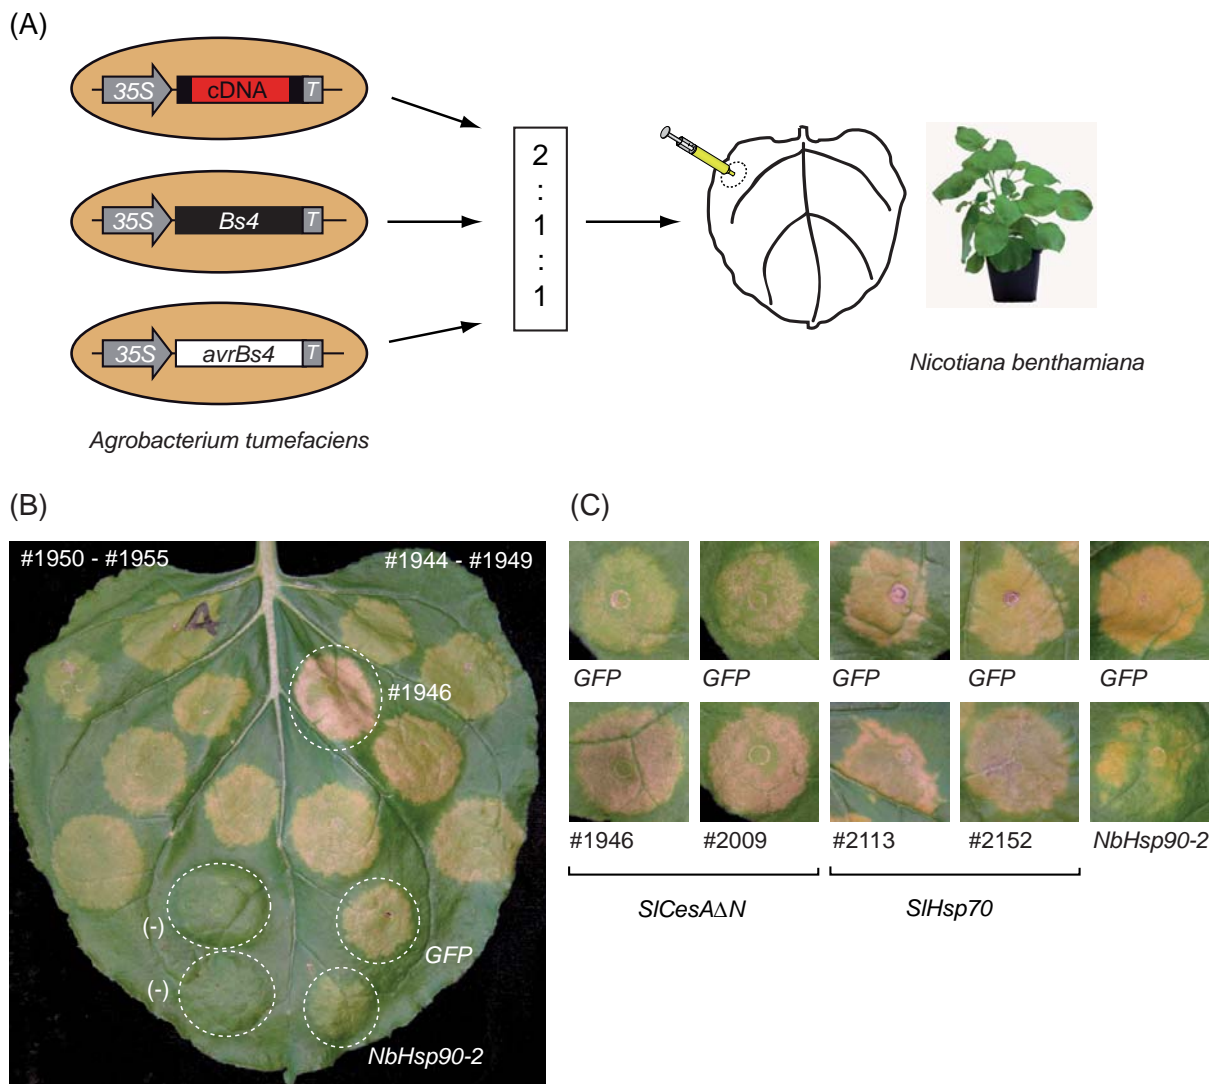 (A)
35S cDNA T
35S Bs4 T
35S avrBs4 T
Agrobacterium tumefaciens
2
:
1
:
1
Nicotiana benthamiana
(B)
#1950 - #1955 #1944 - #1949
4
#1946
(-)
GFP
(-)
NbHsp90-2
(C)
GFP GFP GFP GFP GFP
#1946 #2009 #2113 #2152 NbHsp90-2
SlCesAΔN SlHsp70